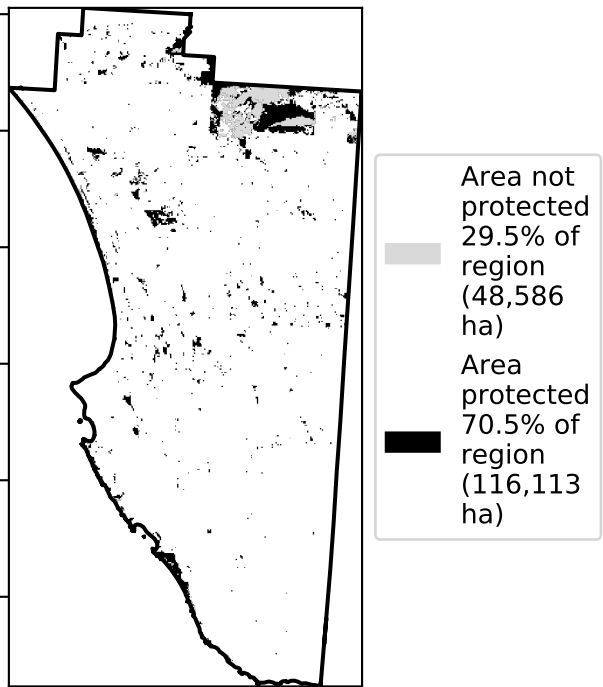 Area not
protected
29.5% of
region
(48,586
ha)
Area
protected
70.5% of
region
(116,113
ha)